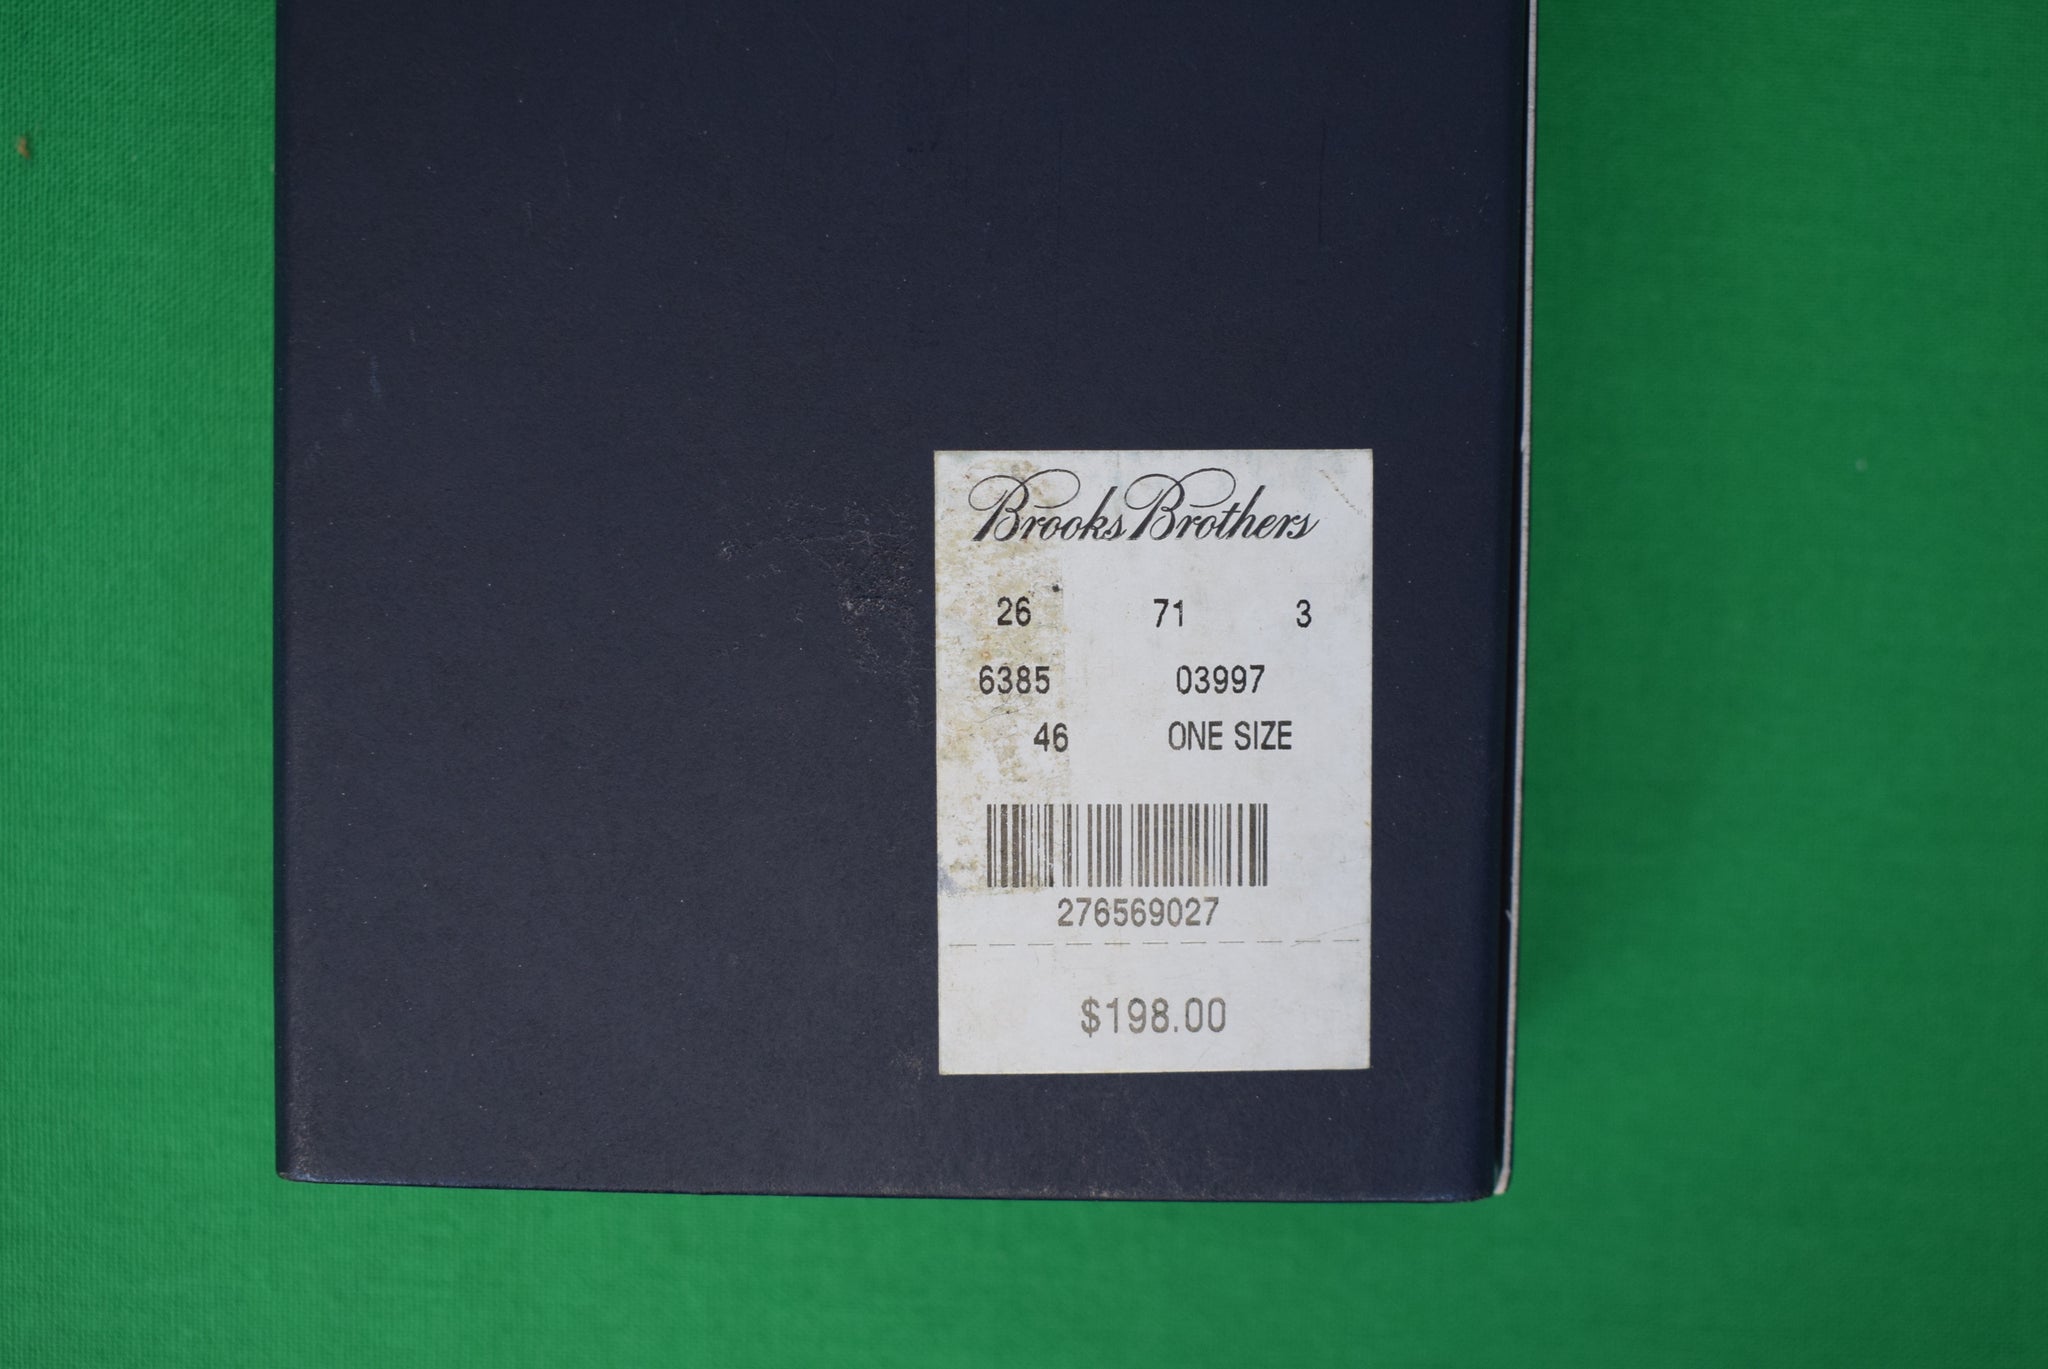 Brooks Brothers
26 71 3
6385 03997
46 ONE SIZE
276569027
$198.00